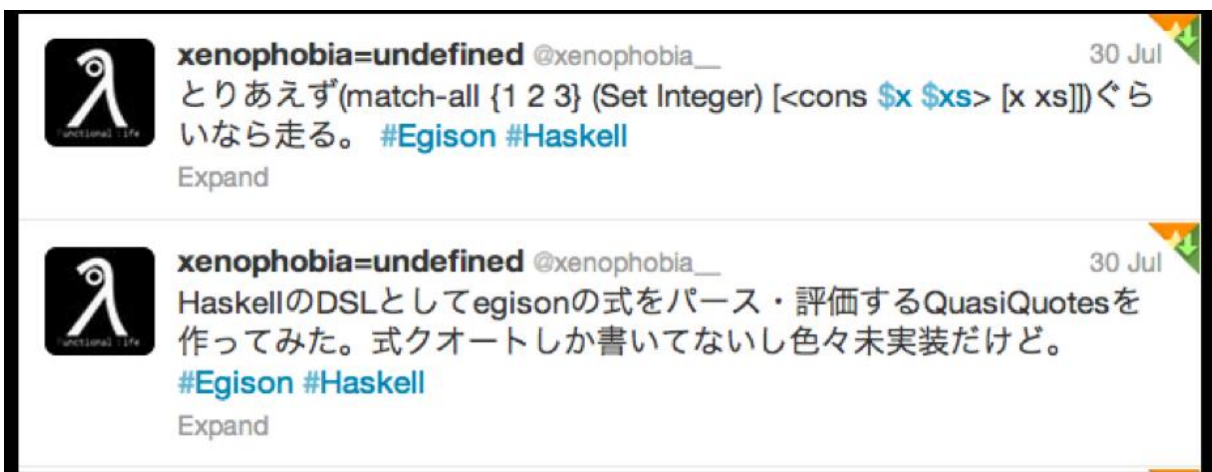 xenophobia=undefined @xenophobia__ 30 Jul
とりあえず(match-all {1 2 3} (Set Integer) [<cons $x $xs> [x xs]])ぐら
いなら走る。 #Egison #Haskell
Expand
xenophobia=undefined @xenophobia__ 30 Jul
HaskellのDSLとしてegisonの式をパース・評価するQuasiQuotesを
作ってみた。式クオートしか書いてないし色々未実装だけど。
#Egison #Haskell
Expand